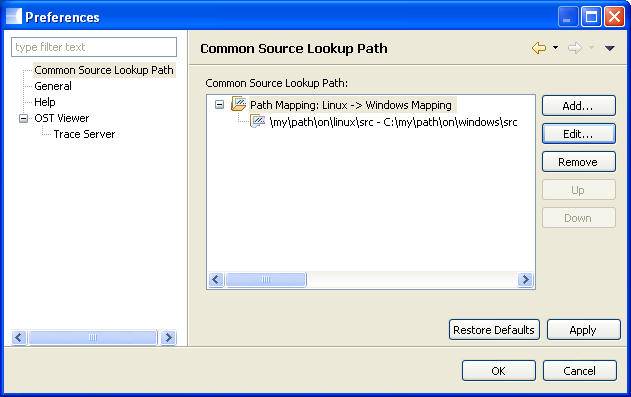 Preferences
type filter text
Common Source Lookup Path
General
Help
OST Viewer
Trace Server
Common Source Lookup Path
Common Source Lookup Path:
Path Mapping: Linux -> Windows Mapping
\my\path\on\linux\src - C:\my\path\on\windows\src
Add...
Edit...
Remove
Up
Down
Restore Defaults
Apply
OK
Cancel